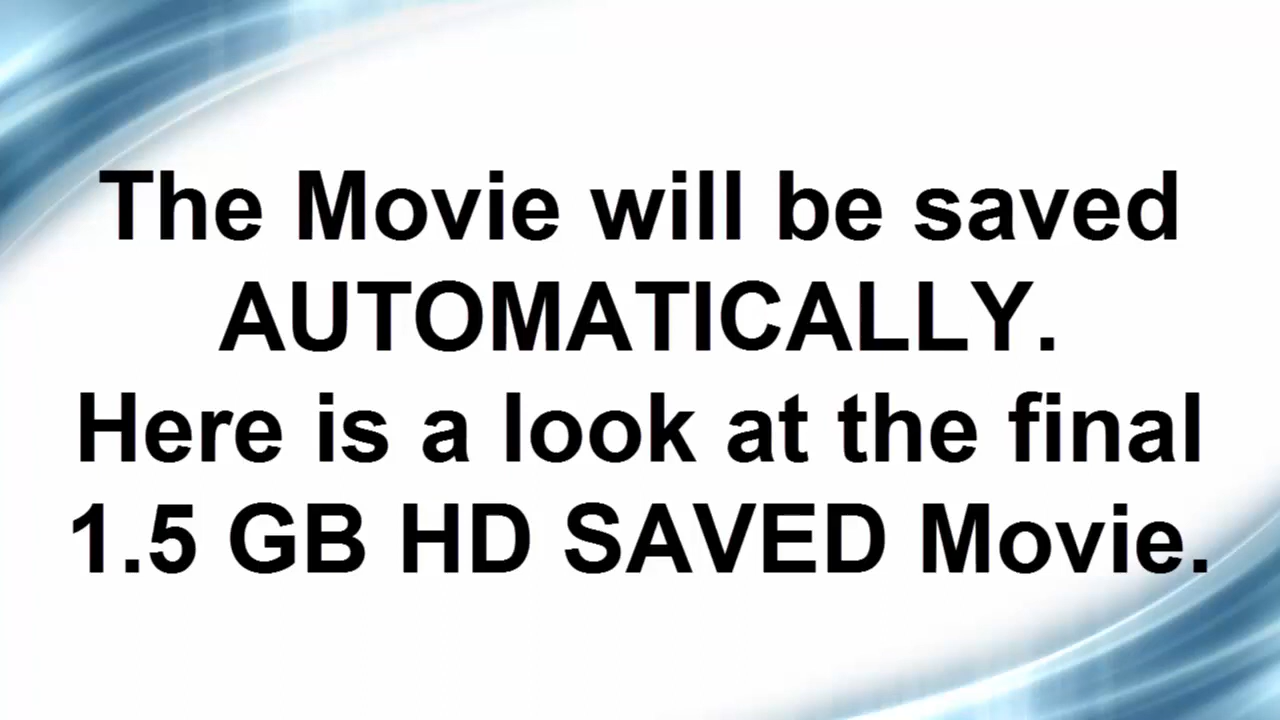 The Movie will be saved
AUTOMATICALLY.
Here is a look at the final
1.5 GB HD SAVED Movie.